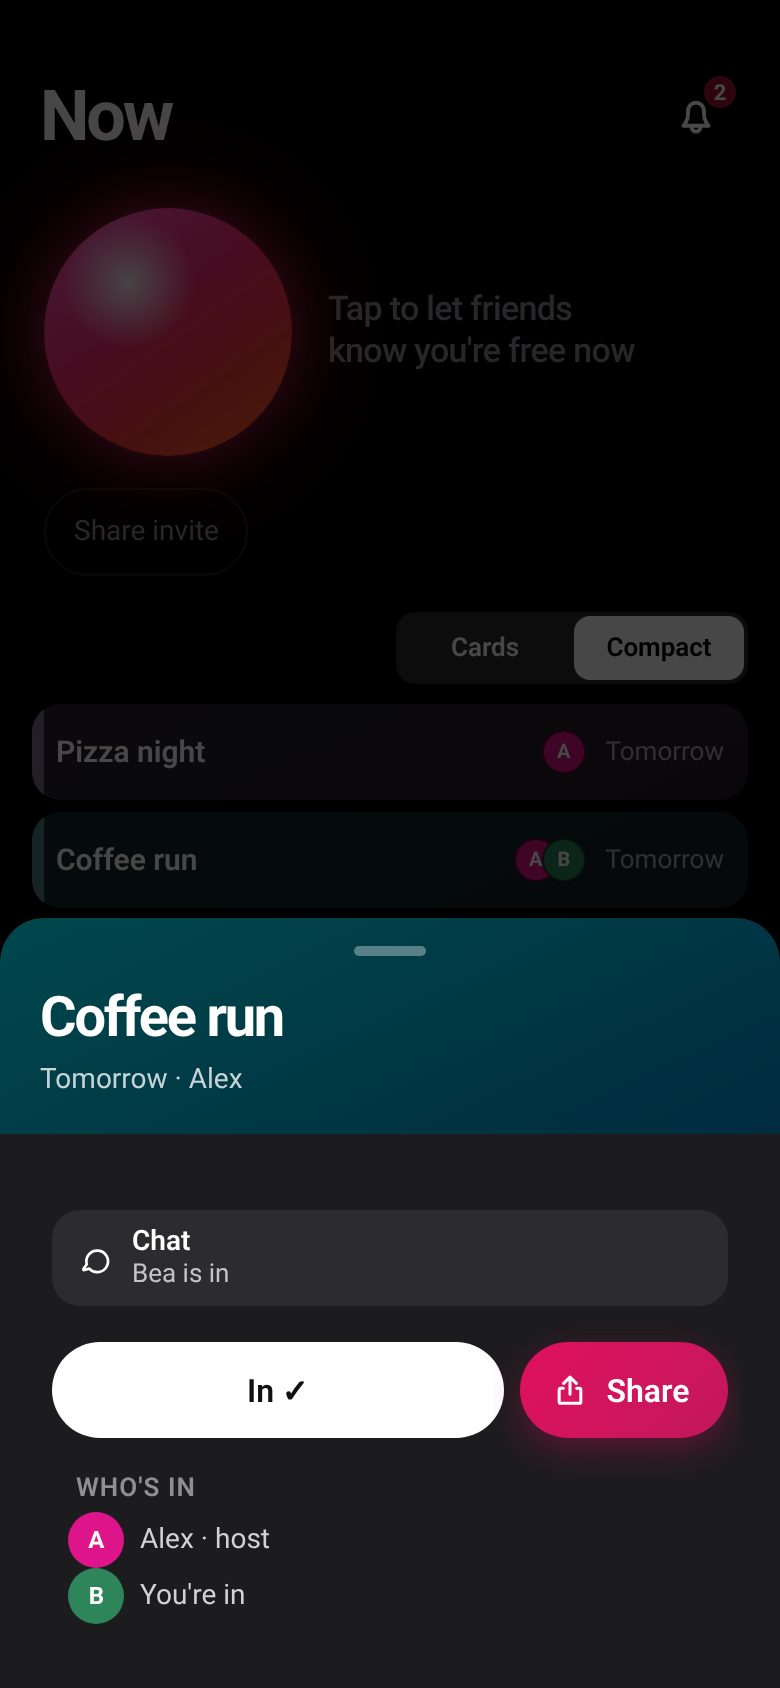 Now
2
Tap to let friends
know you're free now
Share invite
Cards Compact
Pizza night A Tomorrow
Coffee run A B Tomorrow
Coffee run
Tomorrow · Alex
Chat
Bea is in
In ✓ Share
WHO'S IN
A Alex · host
B You're in